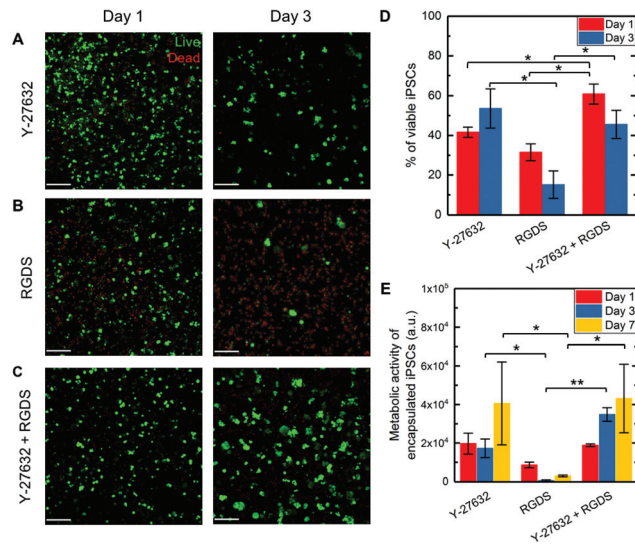 Day 1
Day 3
A
Y-27632
Live
Dead
B
RGDS
C
Y-27632 + RGDS
D
% of viable iPSCs
100
80
60
40
20
0
Day 1
Day 3
*
*
*
*
Y-27632
RGDS
Y-27632 + RGDS
E
Metabolic activity of
encapsulated iPSCs (a.u.)
1x10⁵
8x10⁴
6x10⁴
4x10⁴
2x10⁴
0
Day 1
Day 3
Day 7
*
*
*
**
Y-27632
RGDS
Y-27632 + RGDS